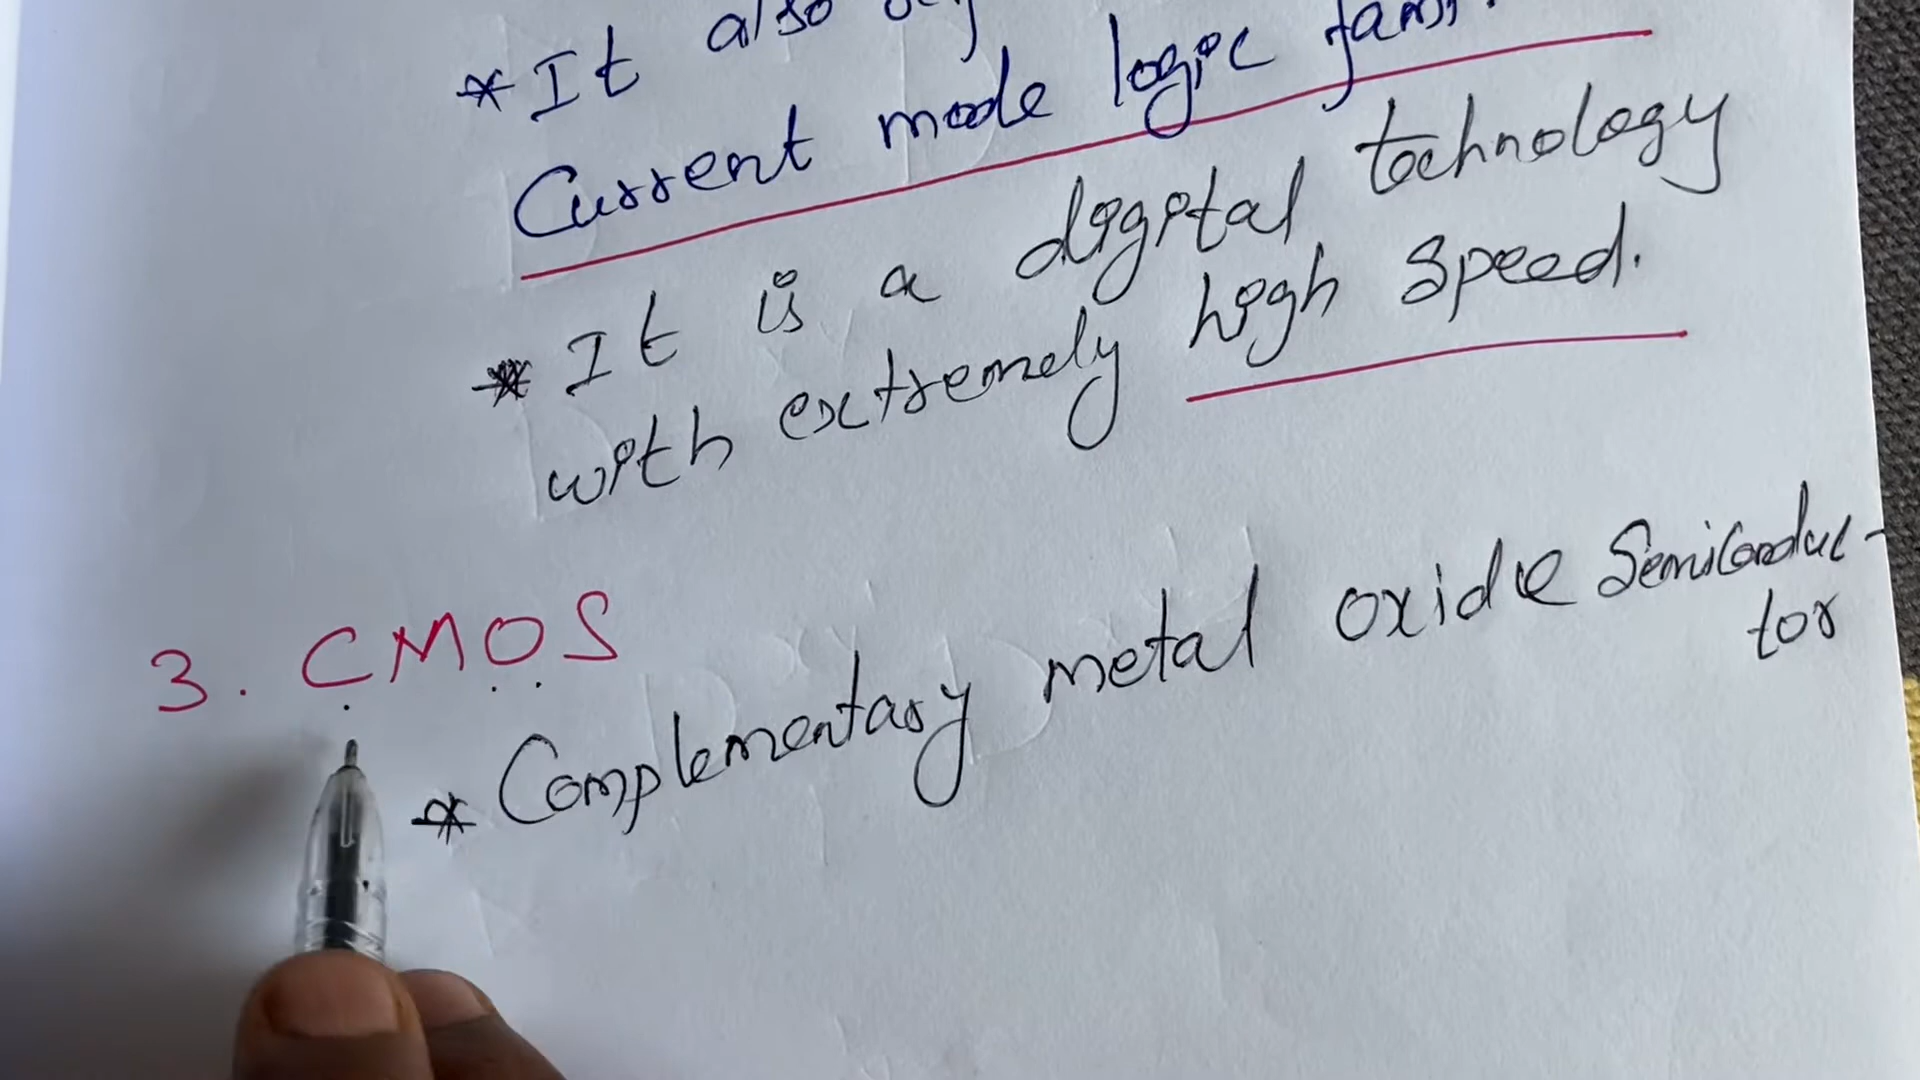 * It also
Current mode logic
* It is a digital technology
with extremely high speed.
3. CMOS
* Complementary metal oxide Semiconduc-
tor